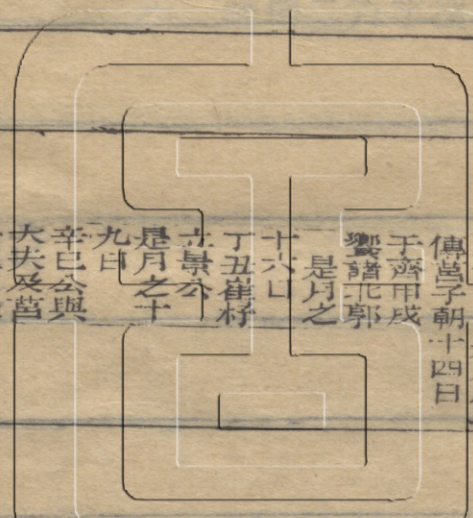 傳莒子朝十四日
于齊甲戌
饗諸北郭
是月之
十六日
丁丑崔杼
立景公
是月之十
九日
辛巳公與
大夫及莒